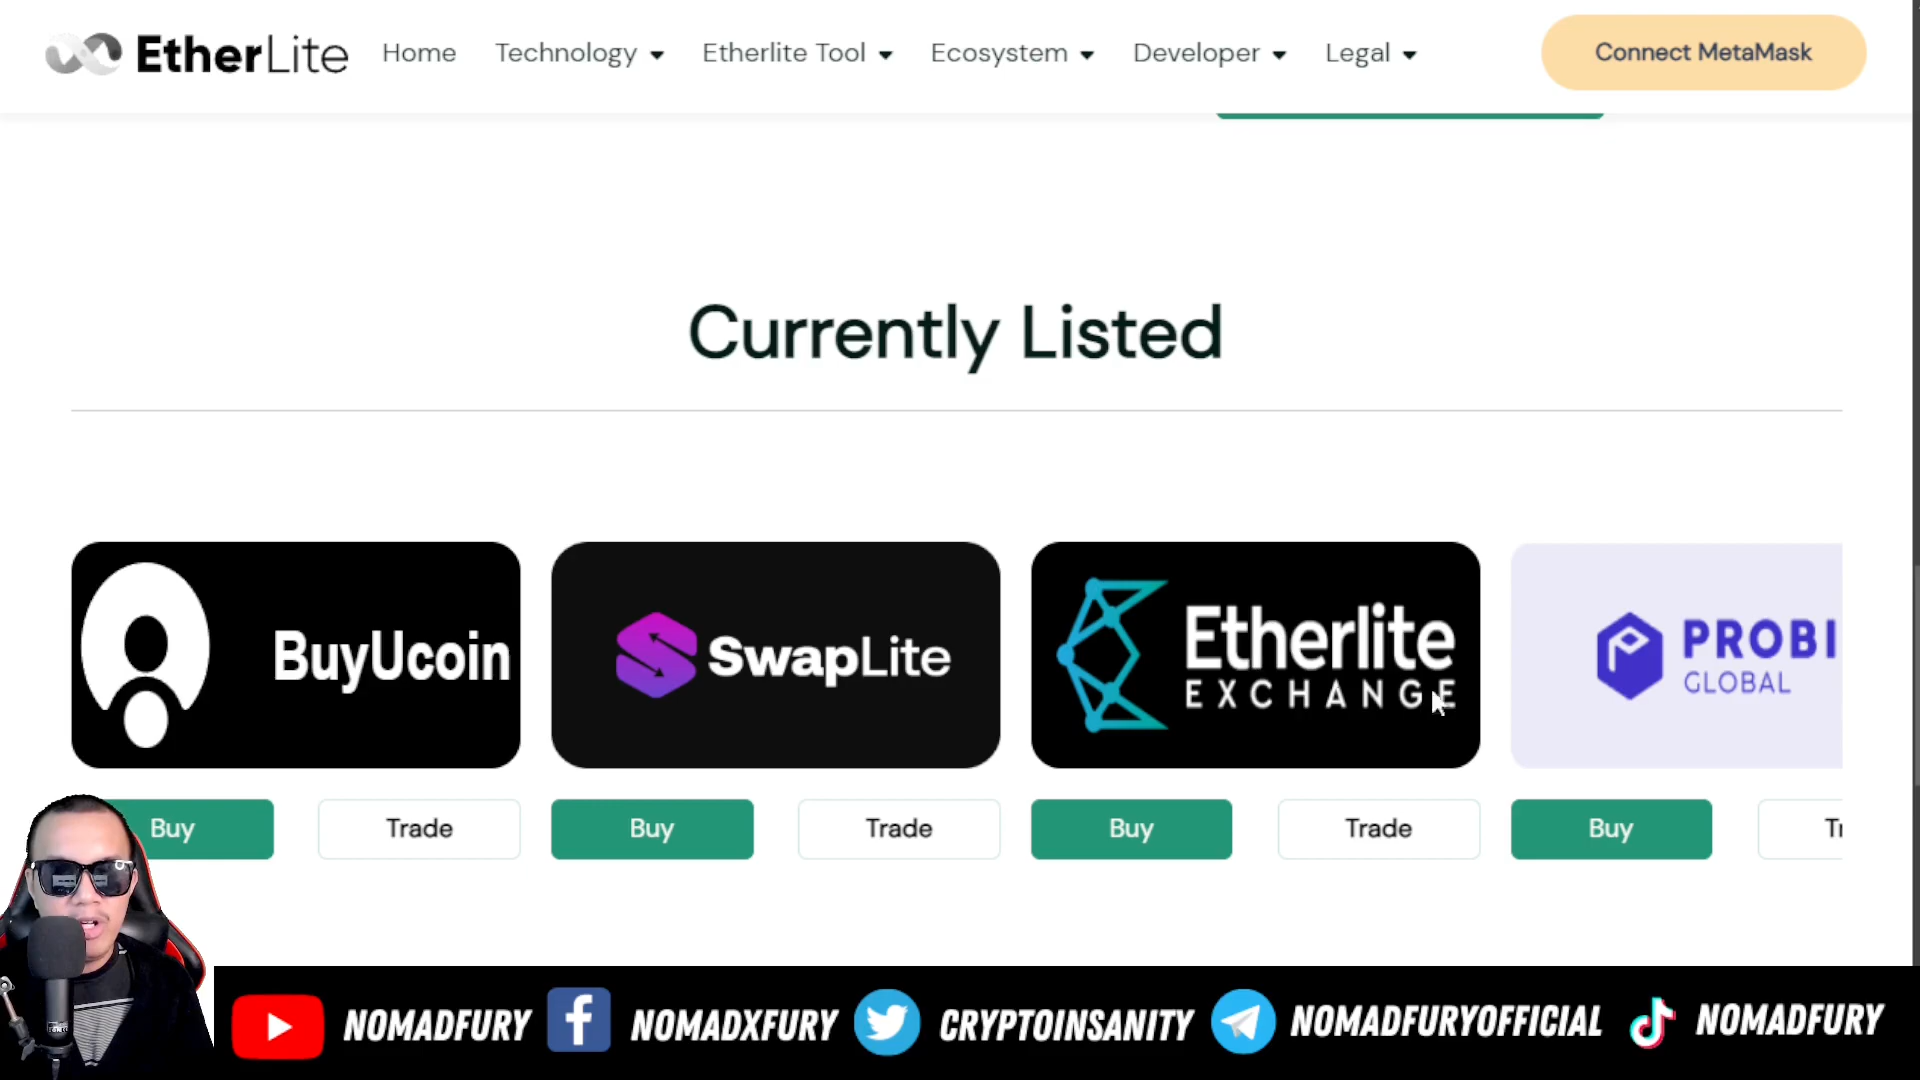 EtherLite Home Technology Etherlite Tool Ecosystem Developer Legal Connect MetaMask
Currently Listed
BuyUcoin
SwapLite
Etherlite
EXCHANGE
PROBI
GLOBAL
Buy Trade Buy Trade Buy Trade Buy
NOMADFURY NOMADXFURY CRYPTOINSANITY NOMADFURYOFFICIAL NOMADFURY